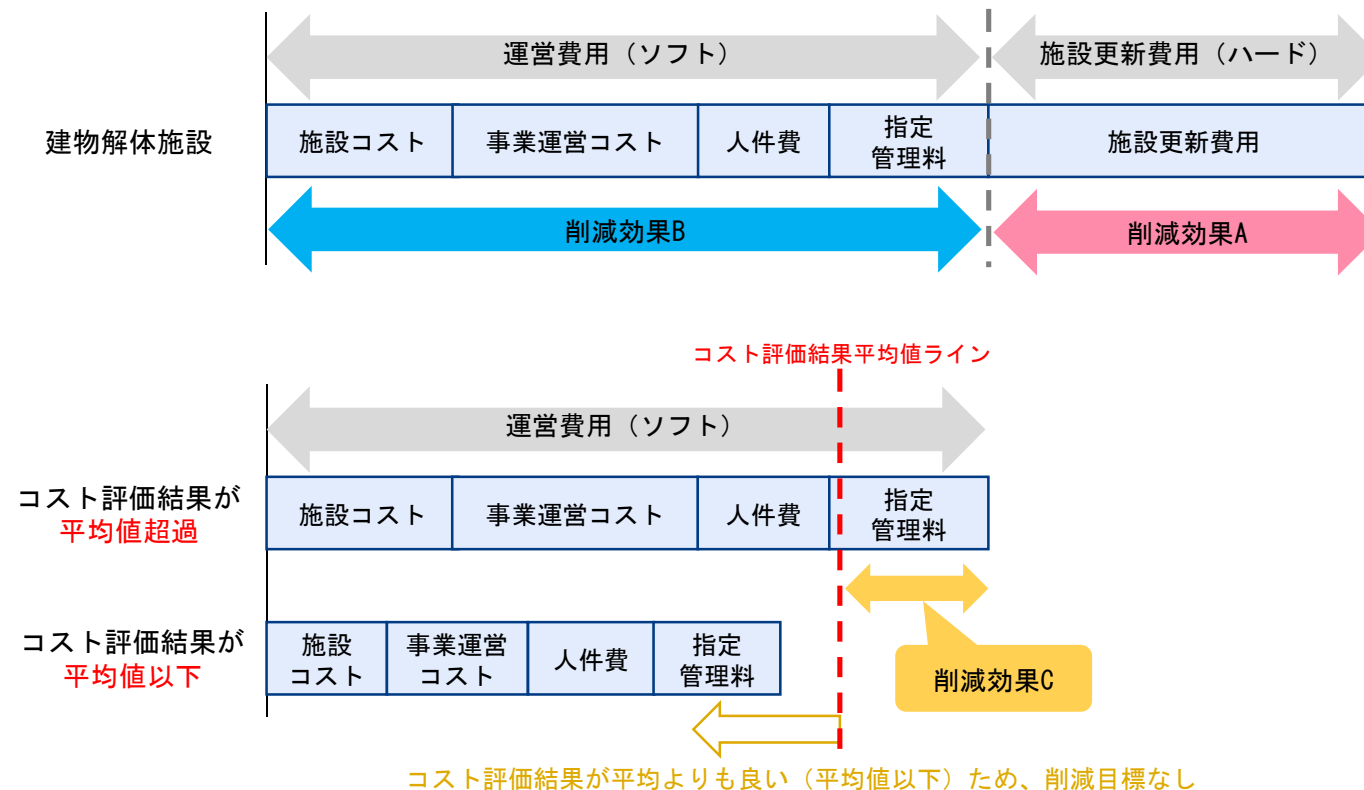 運営費用（ソフト）
施設更新費用（ハード）
建物解体施設
施設コスト
事業運営コスト
人件費
指定
管理料
施設更新費用
削減効果B
削減効果A
コスト評価結果平均値ライン
運営費用（ソフト）
コスト評価結果が
平均値超過
施設コスト
事業運営コスト
人件費
指定
管理料
コスト評価結果が
平均値以下
施設
コスト
事業運営
コスト
人件費
指定
管理料
削減効果C
コスト評価結果が平均よりも良い（平均値以下）ため、削減目標なし